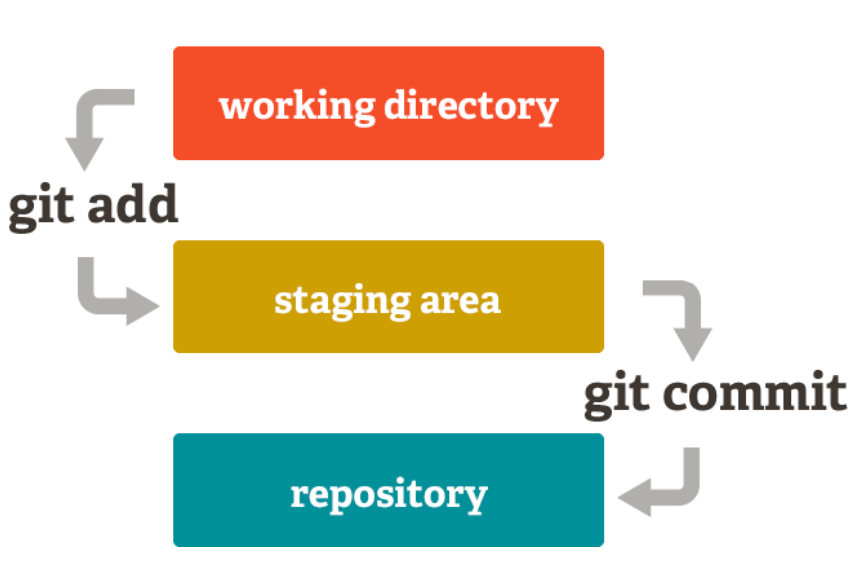 working directory
git add
staging area
git commit
repository